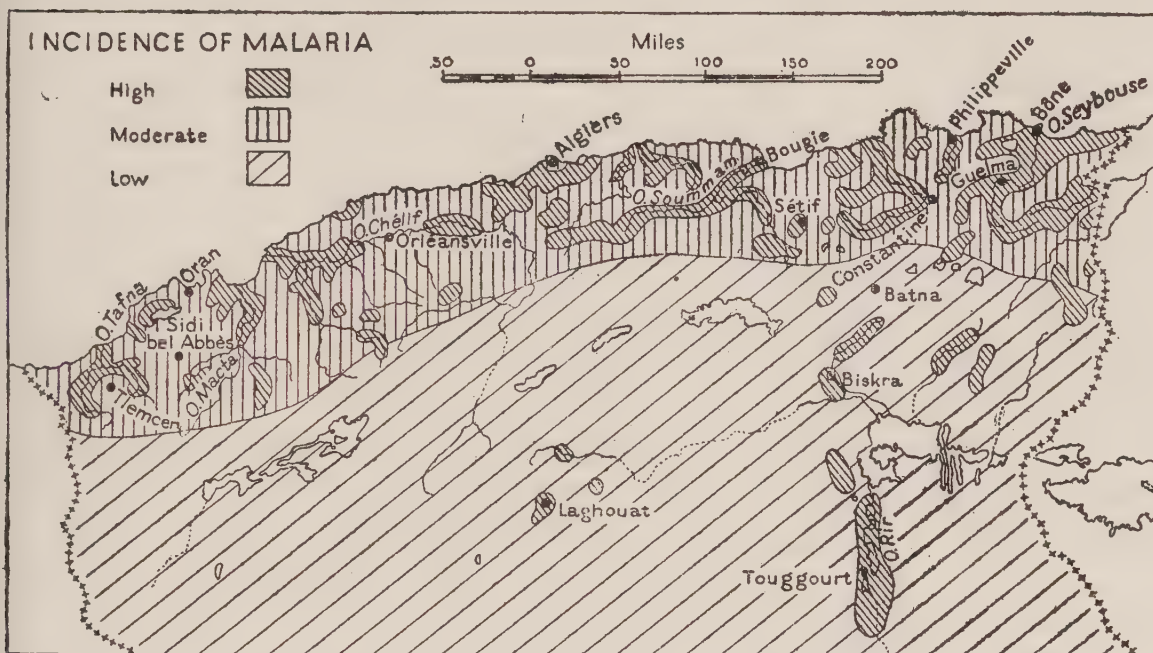 INCIDENCE OF MALARIA
High
Moderate
Low
Miles
50 0 50 100 150 200
Philippeville
Bône
O.Seybouse
Algiers
Bougie
O.Soummam
Guelma
Sétif
O.Chélif
Orléansville
Constantine
Oran
O.Tafna
Batna
Sidi
bel Abbès
O.Macta
Tlemcen
Biskra
Laghouat
O.Rir
Touggourt